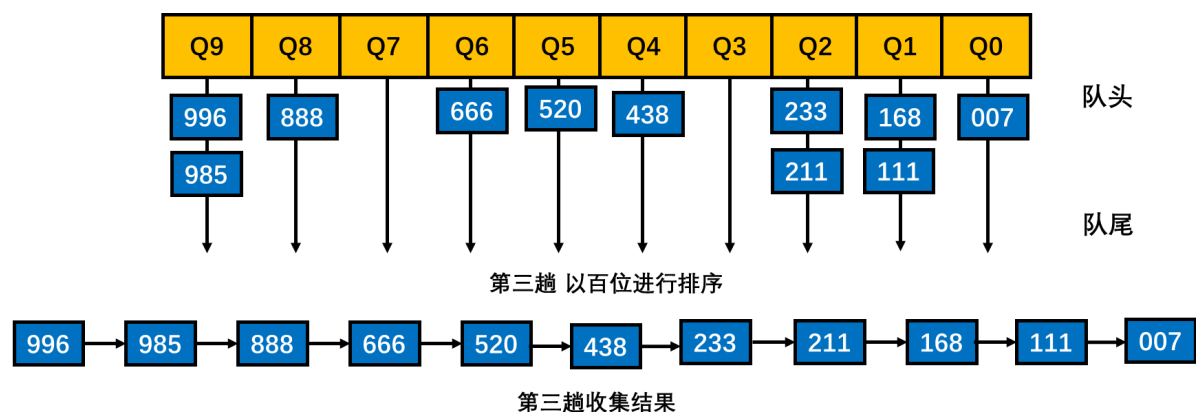 Q9 Q8 Q7 Q6 Q5 Q4 Q3 Q2 Q1 Q0
996 888 666 520 438 233 168 007 队头
985 211 111
队尾
第三趟 以百位进行排序
996 985 888 666 520 438 233 211 168 111 007
第三趟收集结果